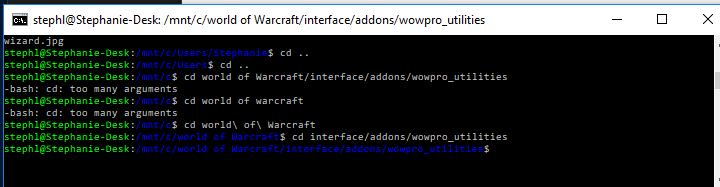 stephl@Stephanie-Desk: /mnt/c/world of Warcraft/interface/addons/wowpro_utilities
wizard.jpg
stephl@Stephanie-Desk:/mnt/c/Users/Stephanie$ cd ..
stephl@Stephanie-Desk:/mnt/c/Users$ cd ..
stephl@Stephanie-Desk:/mnt/c$ cd world of Warcraft/interface/addons/wowpro_utilities
-bash: cd: too many arguments
stephl@Stephanie-Desk:/mnt/c$ cd world of warcraft
-bash: cd: too many arguments
stephl@Stephanie-Desk:/mnt/c$ cd world\ of\ Warcraft
stephl@Stephanie-Desk:/mnt/c/world of Warcraft$ cd interface/addons/wowpro_utilities
stephl@Stephanie-Desk:/mnt/c/world of Warcraft/interface/addons/wowpro_utilities$